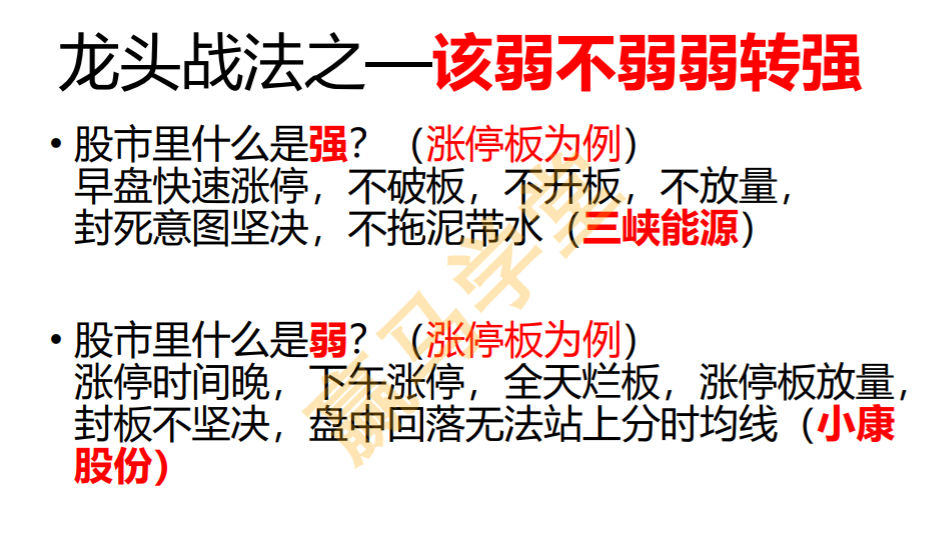 龙头战法之—该弱不弱弱转强
• 股市里什么是强？（涨停板为例）
早盘快速涨停，不破板，不开板，不放量，
封死意图坚决，不拖泥带水（三峡能源）
• 股市里什么是弱？（涨停板为例）
涨停时间晚，下午涨停，全天烂板，涨停板放量，
封板不坚决，盘中回落无法站上分时均线（小康
股份）
赢马学堂